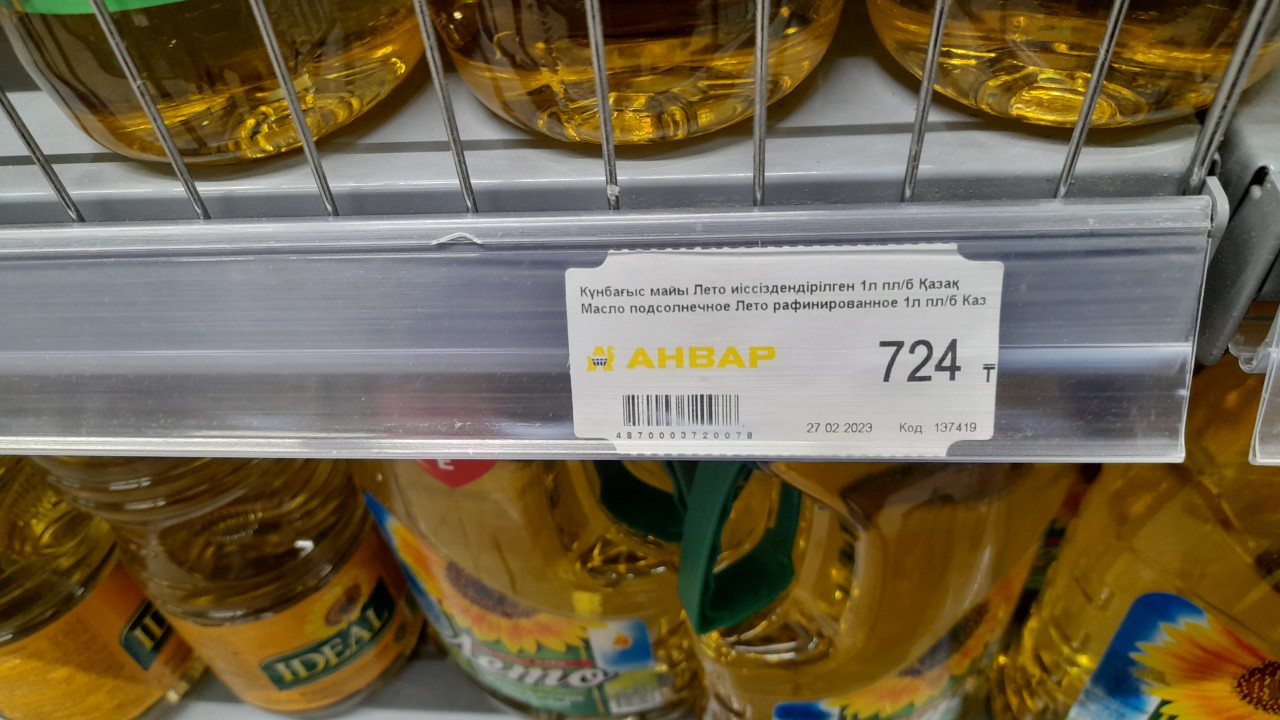 Күнбағыс майы Лето иіссіздендірілген 1л пл/б Қазақ
Масло подсолнечное Лето рафинированное 1л пл/б Каз
АНВАР
724 ₸
4870003720078
27.02.2023 Код: 137419
E
IDEAL
Лето